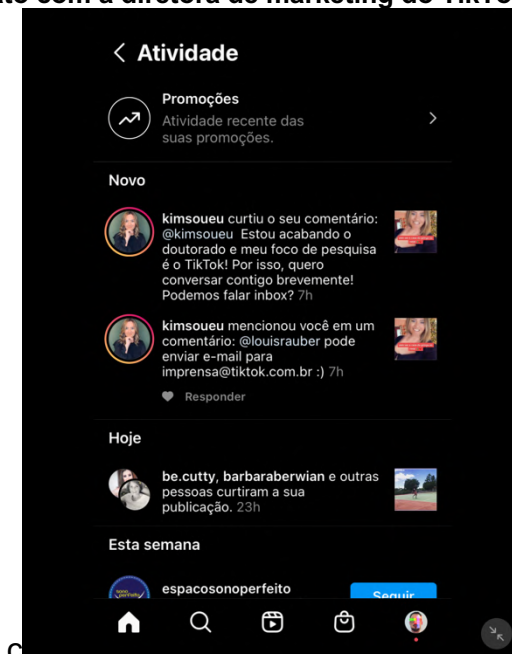 com a diretora de marketing do
Atividade
Promoções
Atividade recente das
suas promoções.
Novo
kimsoueu curtiu o seu comentário:
@kimsoueu Estou acabando o
doutorado e meu foco de pesquisa
é o TikTok! Por isso, quero
conversar contigo brevemente!
Podemos falar inbox? 7h
kimsoueu mencionou você em um
comentário: @louisrauber pode
enviar e-mail para
imprensa@tiktok.com.br :) 7h
Responder
Hoje
be.cutty, barbaraberwian e outras
pessoas curtiram a sua
publicação. 23h
Esta semana
espacosonoperfeito
Seguir
C